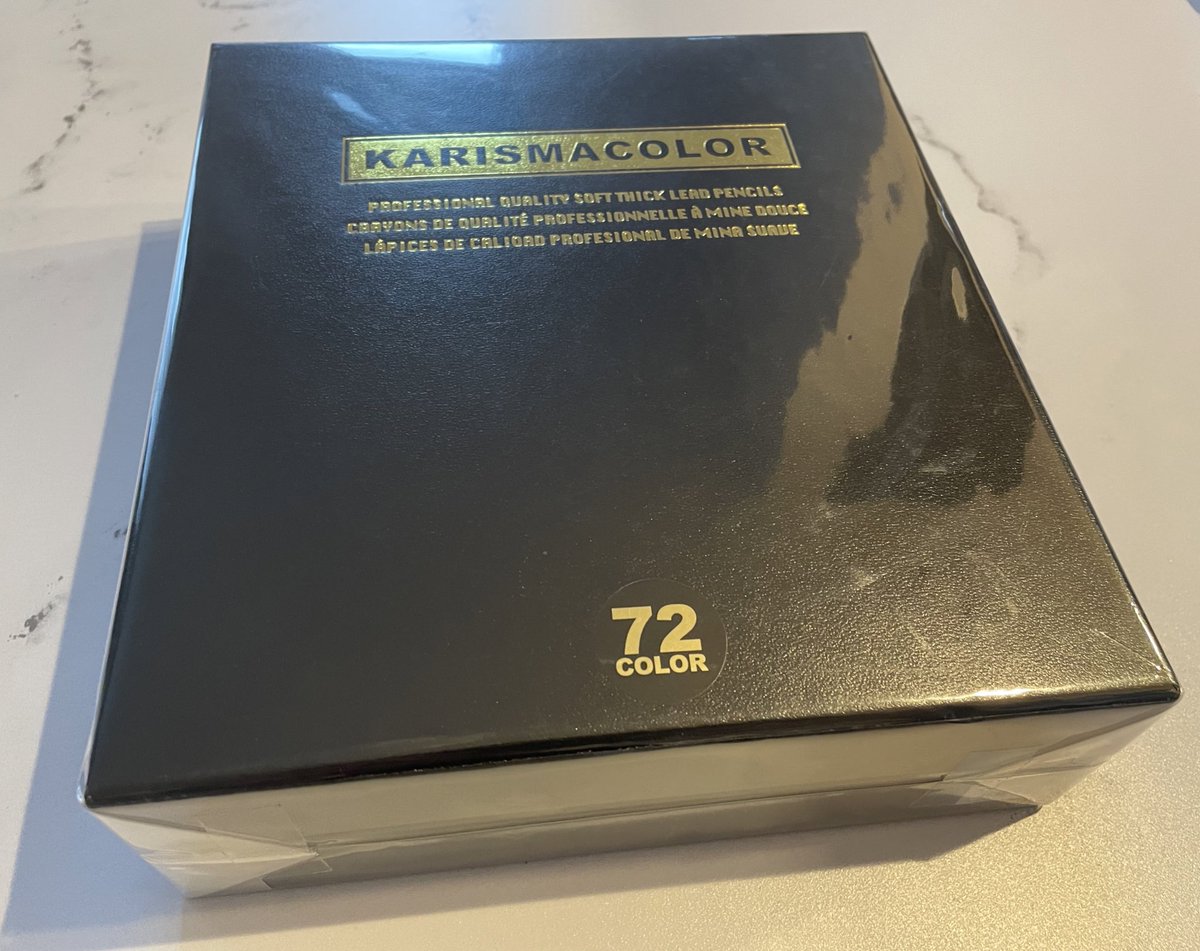 KARISMACOLOR
PROFESSIONAL QUALITY SOFT THICK LEAD PENCILS
CRAYONS DE QUALITÉ PROFESSIONNELLE À MINE DOUCE
LÁPICES DE CALIDAD PROFESIONAL DE MINA SUAVE
72
COLOR